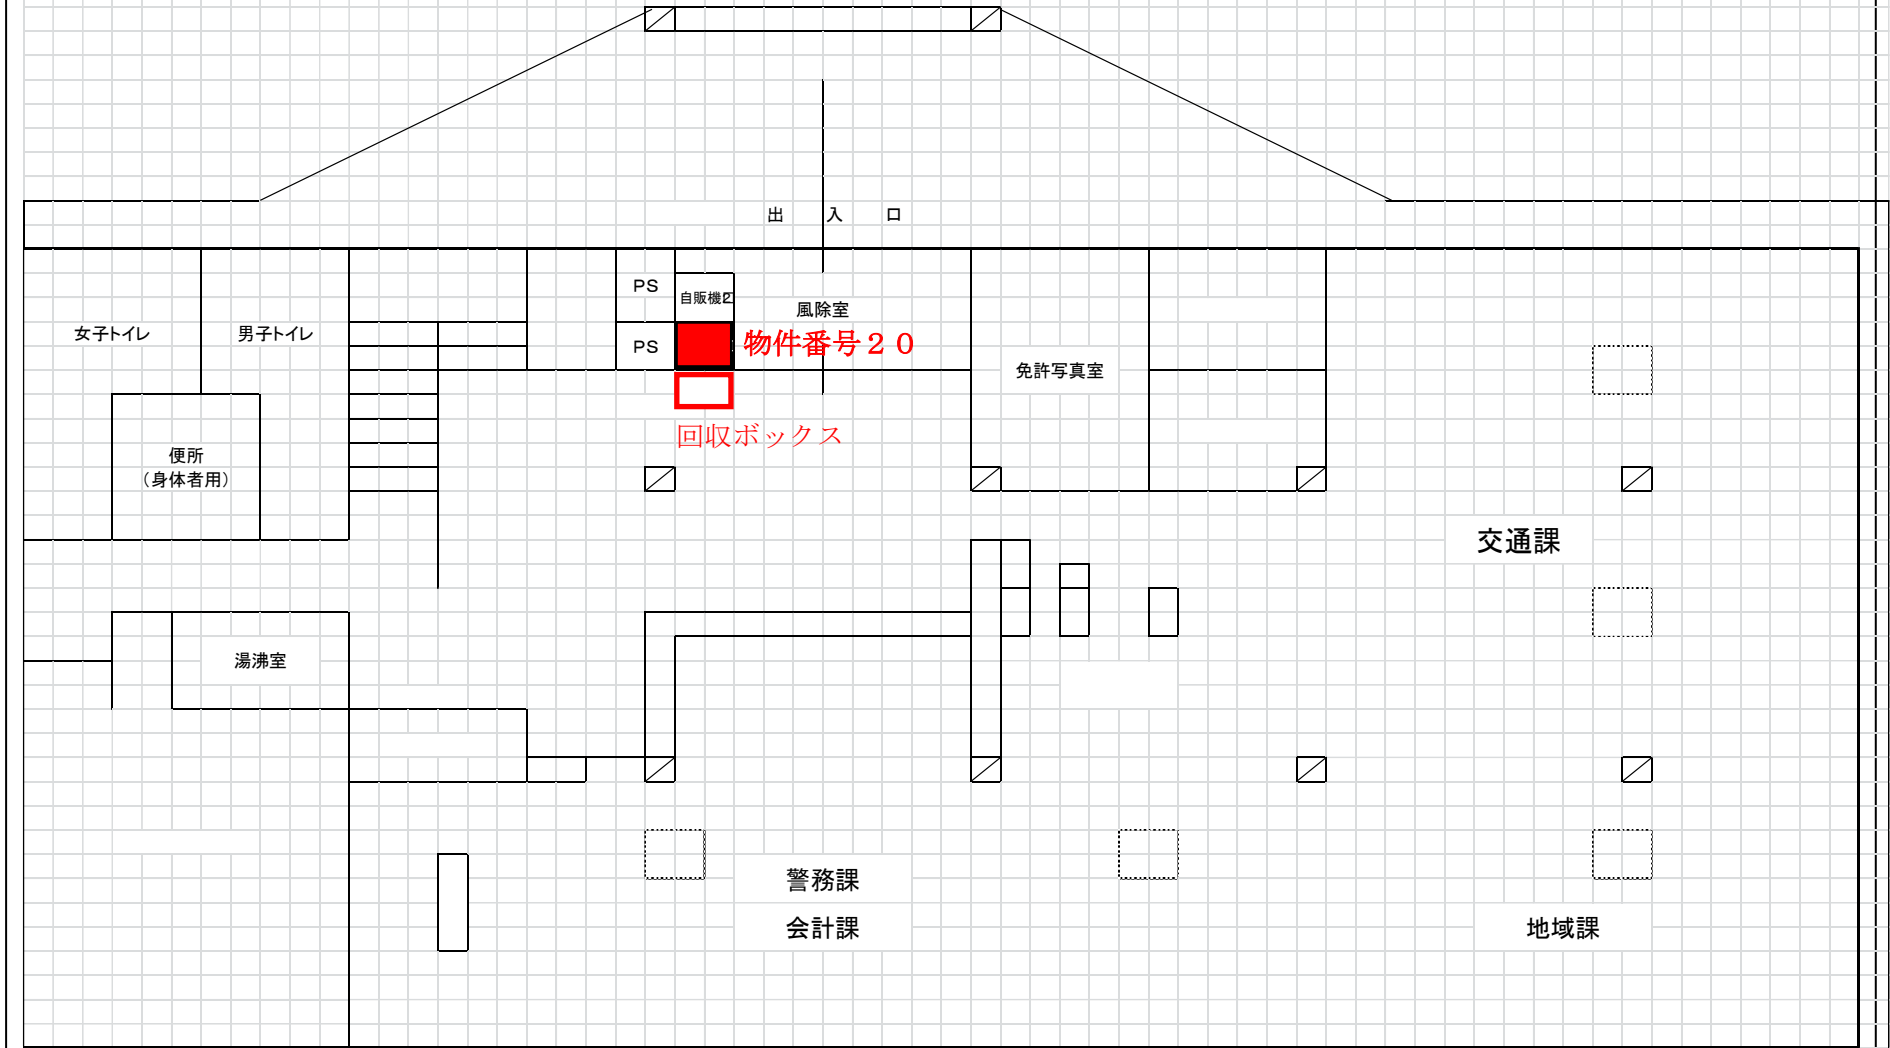 出 入 口
PS
自販機2
風除室
女子トイレ
男子トイレ
PS
物件番号20
免許写真室
回収ボックス
便所
（身体者用）
交通課
湯沸室
警務課
会計課
地域課